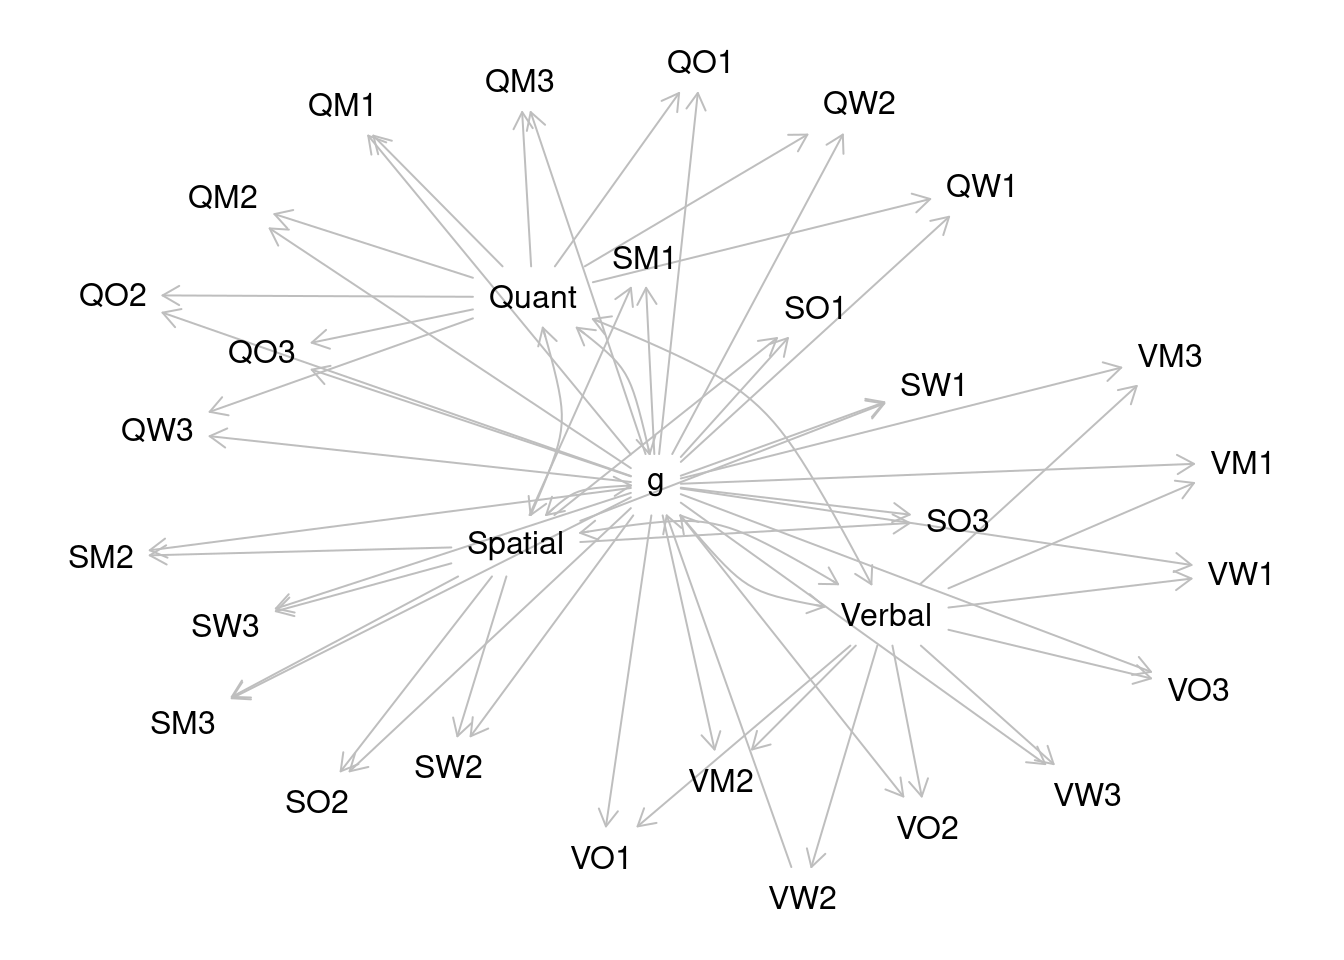 QO1
QM3
QM1
QW2
QW1
QM2
SM1
QO2
Quant
SO1
QO3
VM3
SW1
QW3
VM1
g
SO3
Spatial
SM2
VW1
Verbal
SW3
VO3
SM3
SW2
VM2
VW3
SO2
VO2
VO1
VW2